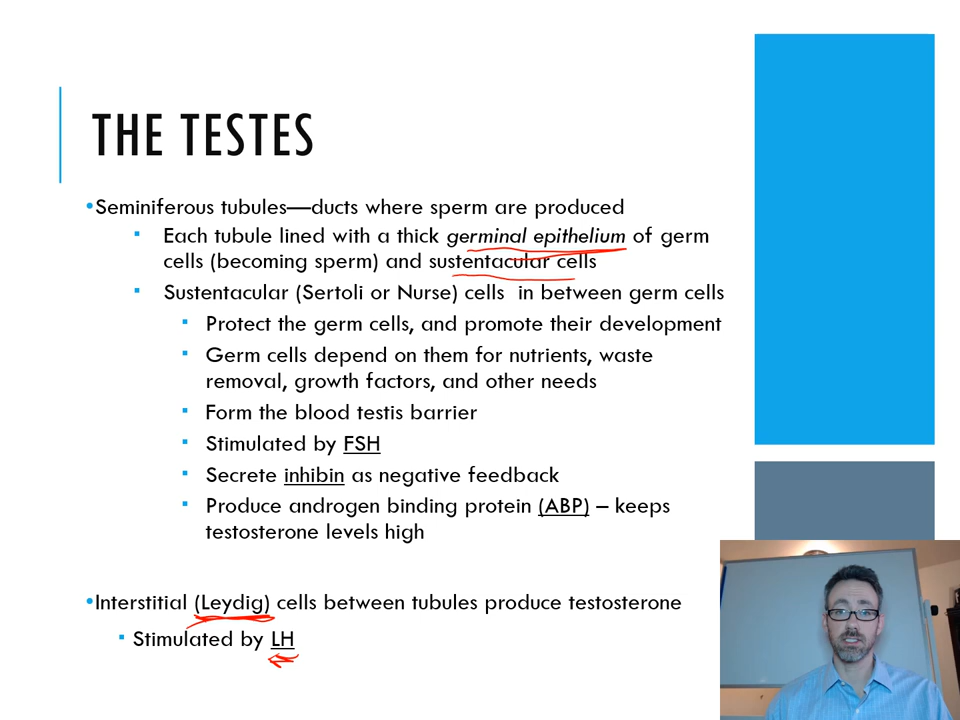 THE TESTES
•Seminiferous tubules—ducts where sperm are produced
▪ Each tubule lined with a thick germinal epithelium of germ
cells (becoming sperm) and sustentacular cells
▪ Sustentacular (Sertoli or Nurse) cells in between germ cells
▪ Protect the germ cells, and promote their development
▪ Germ cells depend on them for nutrients, waste
removal, growth factors, and other needs
▪ Form the blood testis barrier
▪ Stimulated by FSH
▪ Secrete inhibin as negative feedback
▪ Produce androgen binding protein (ABP) – keeps
testosterone levels high
•Interstitial (Leydig) cells between tubules produce testosterone
▪ Stimulated by LH